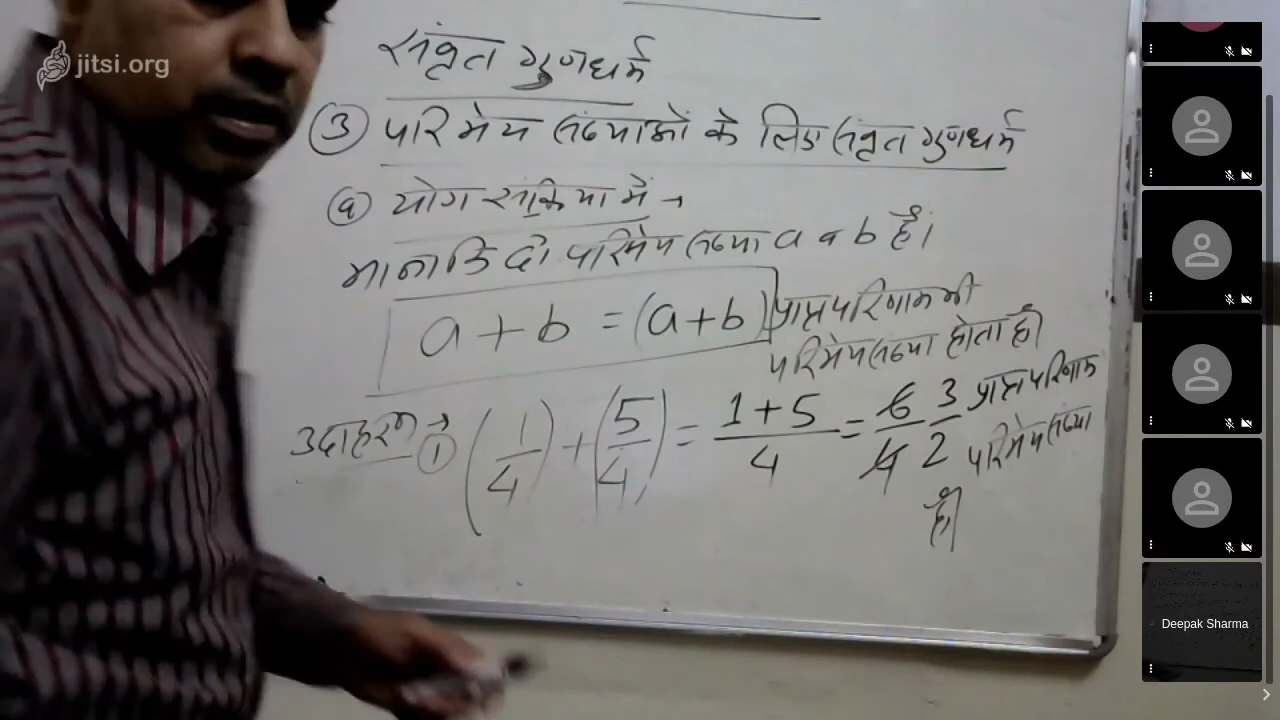 jitsi.org
संवृत गुणधर्म
③ परिमेय संख्याओं के लिए संवृत गुणधर्म
(a) योग संक्रिया में →
माना कि दो परिमेय संख्या a व b है।
a + b = (a+b) प्राप्त परिणाम भी
परिमेय संख्या होता है।
उदाहरण → ① (1/4) + (5/4) = 1+5/4 = 6/4 3/2 प्राप्त परिणाम
परिमेय संख्या
है।
Deepak Sharma